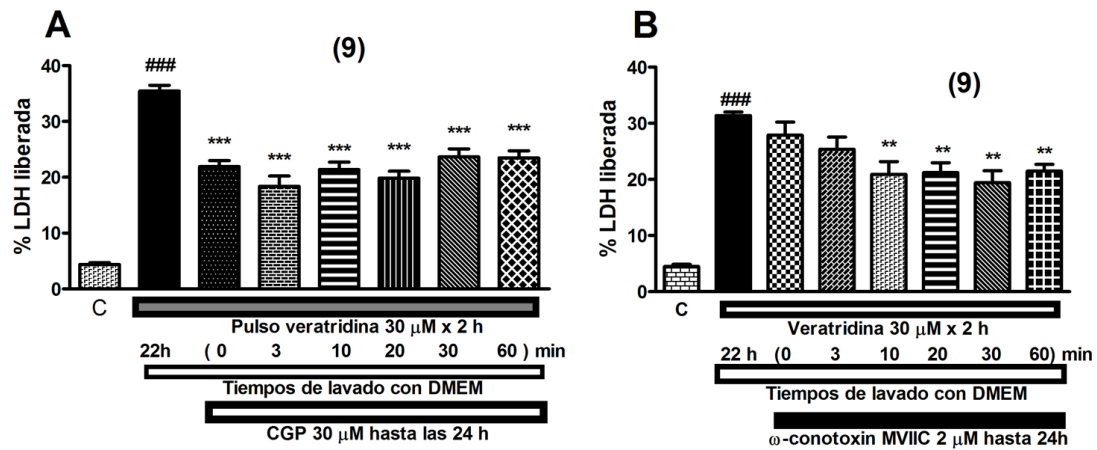 A
(9)
% LDH liberada
50
40
30
20
10
0
###
***
***
***
***
***
***
C
Pulso veratridina 30 µM x 2 h
22h ( 0 3 10 20 30 60 ) min
Tiempos de lavado con DMEM
CGP 30 µM hasta las 24 h
B
(9)
% LDH liberada
40
30
20
10
0
###
**
**
**
**
C
Veratridina 30 µM x 2 h
22 h (0 3 10 20 30 60) min
Tiempos de lavado con DMEM
ω-conotoxin MVIIC 2 µM hasta 24h